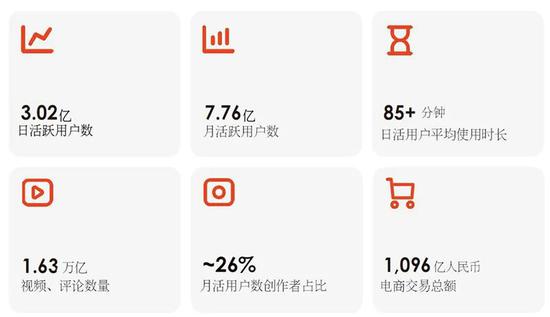 3.02亿
日活跃用户数
7.76亿
月活跃用户数
85+ 分钟
日活用户平均使用时长
1.63 万亿
视频、评论数量
~26%
月活用户数创作者占比
1,096 亿人民币
电商交易总额